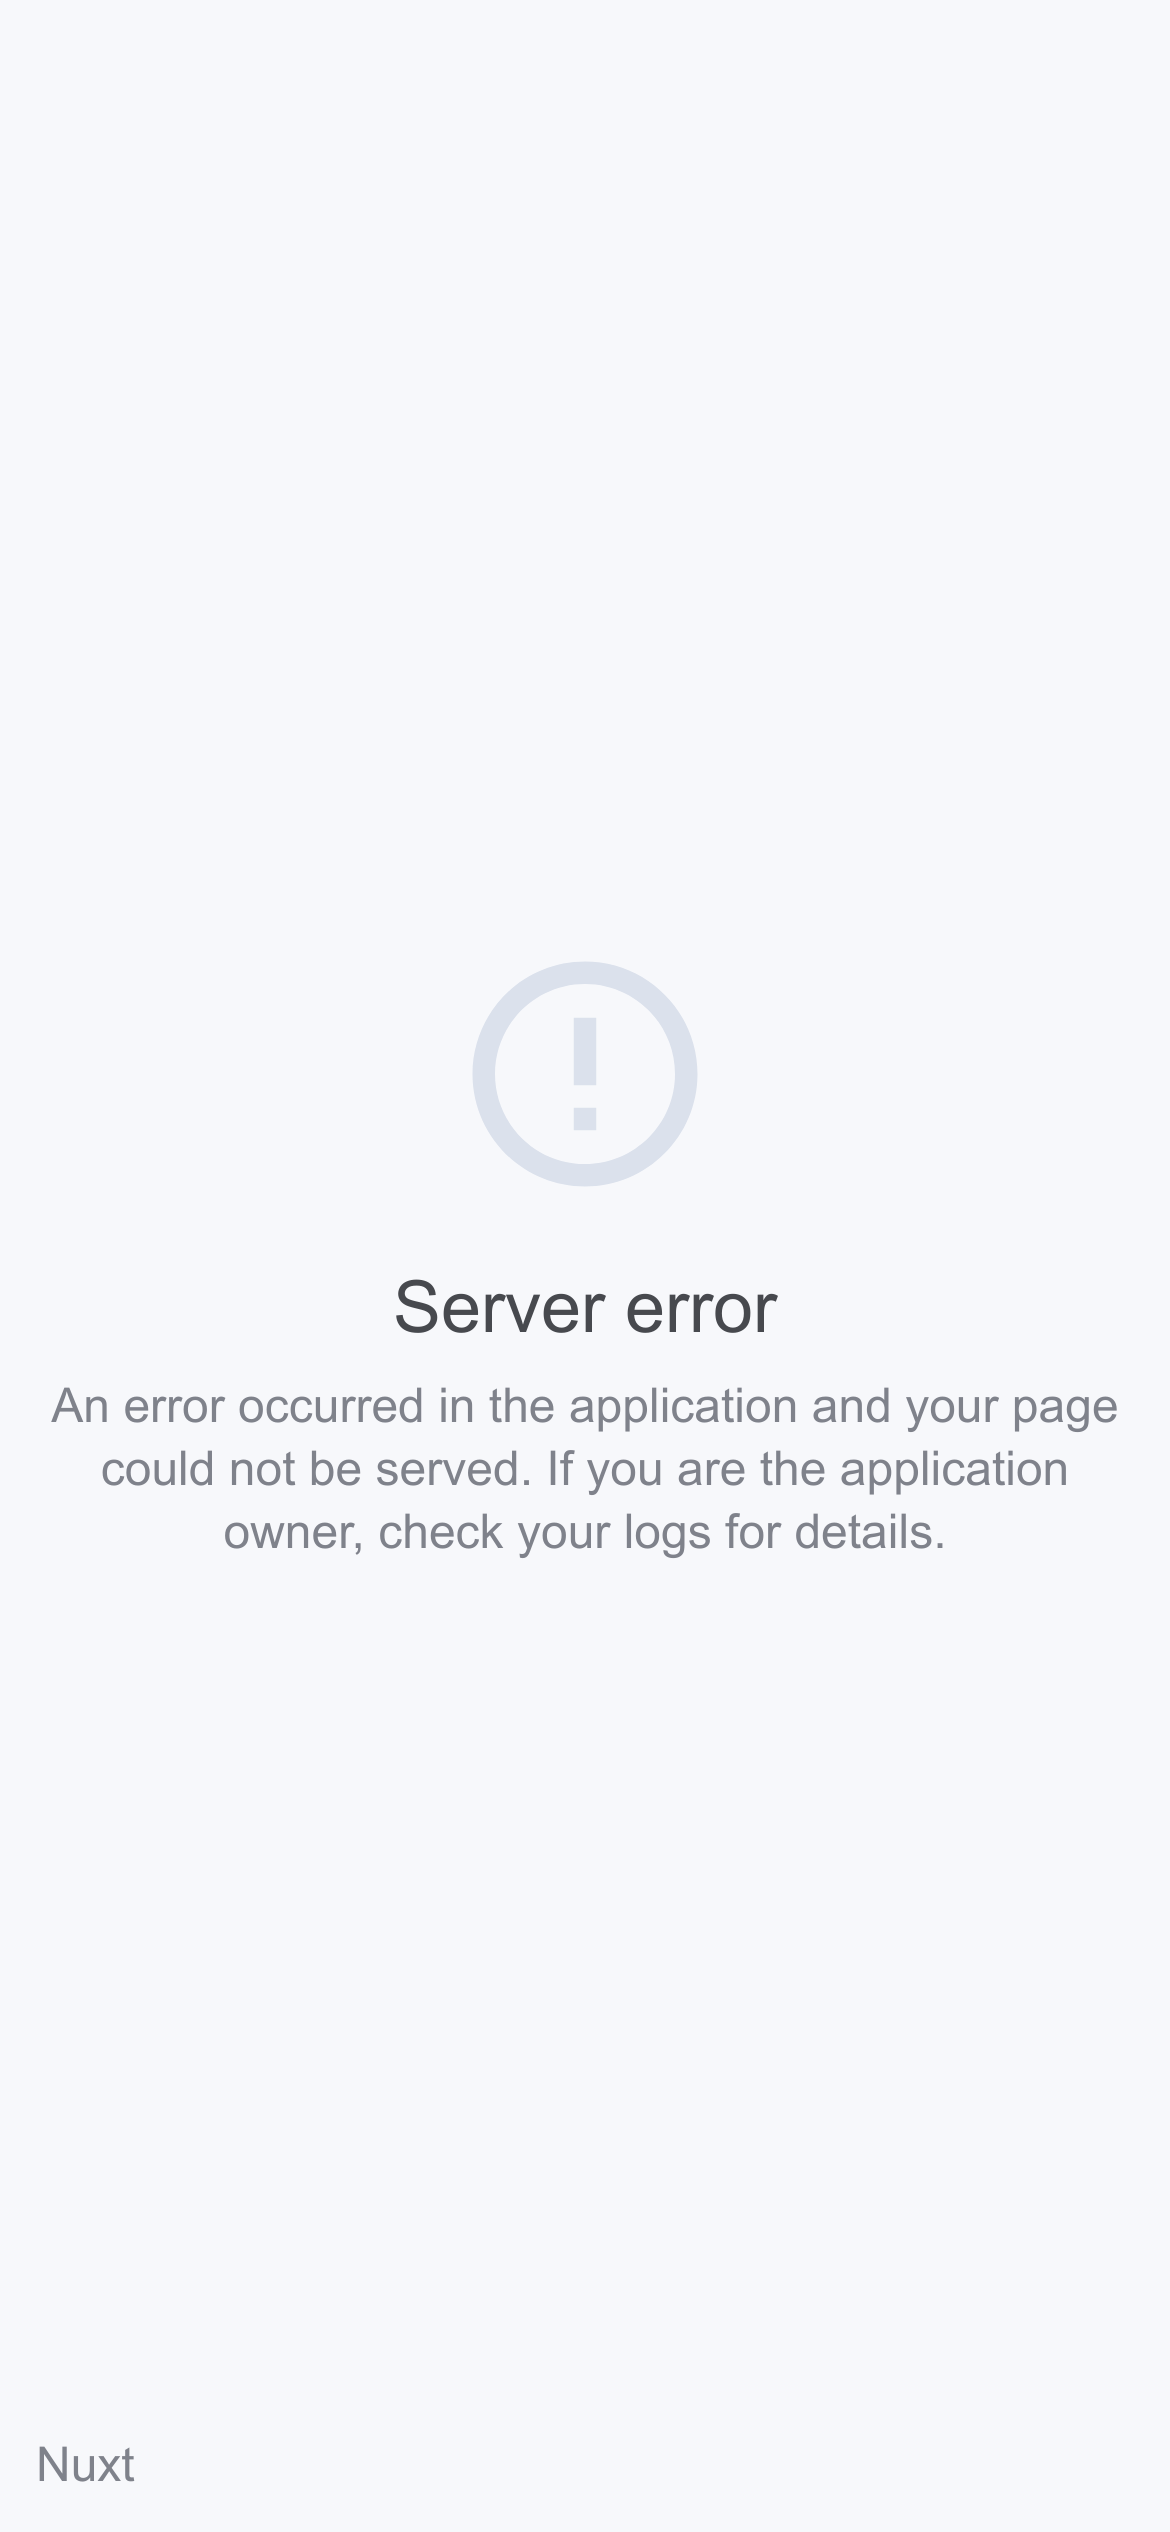 Server error
An error occurred in the application and your page
could not be served. If you are the application
owner, check your logs for details.
Nuxt